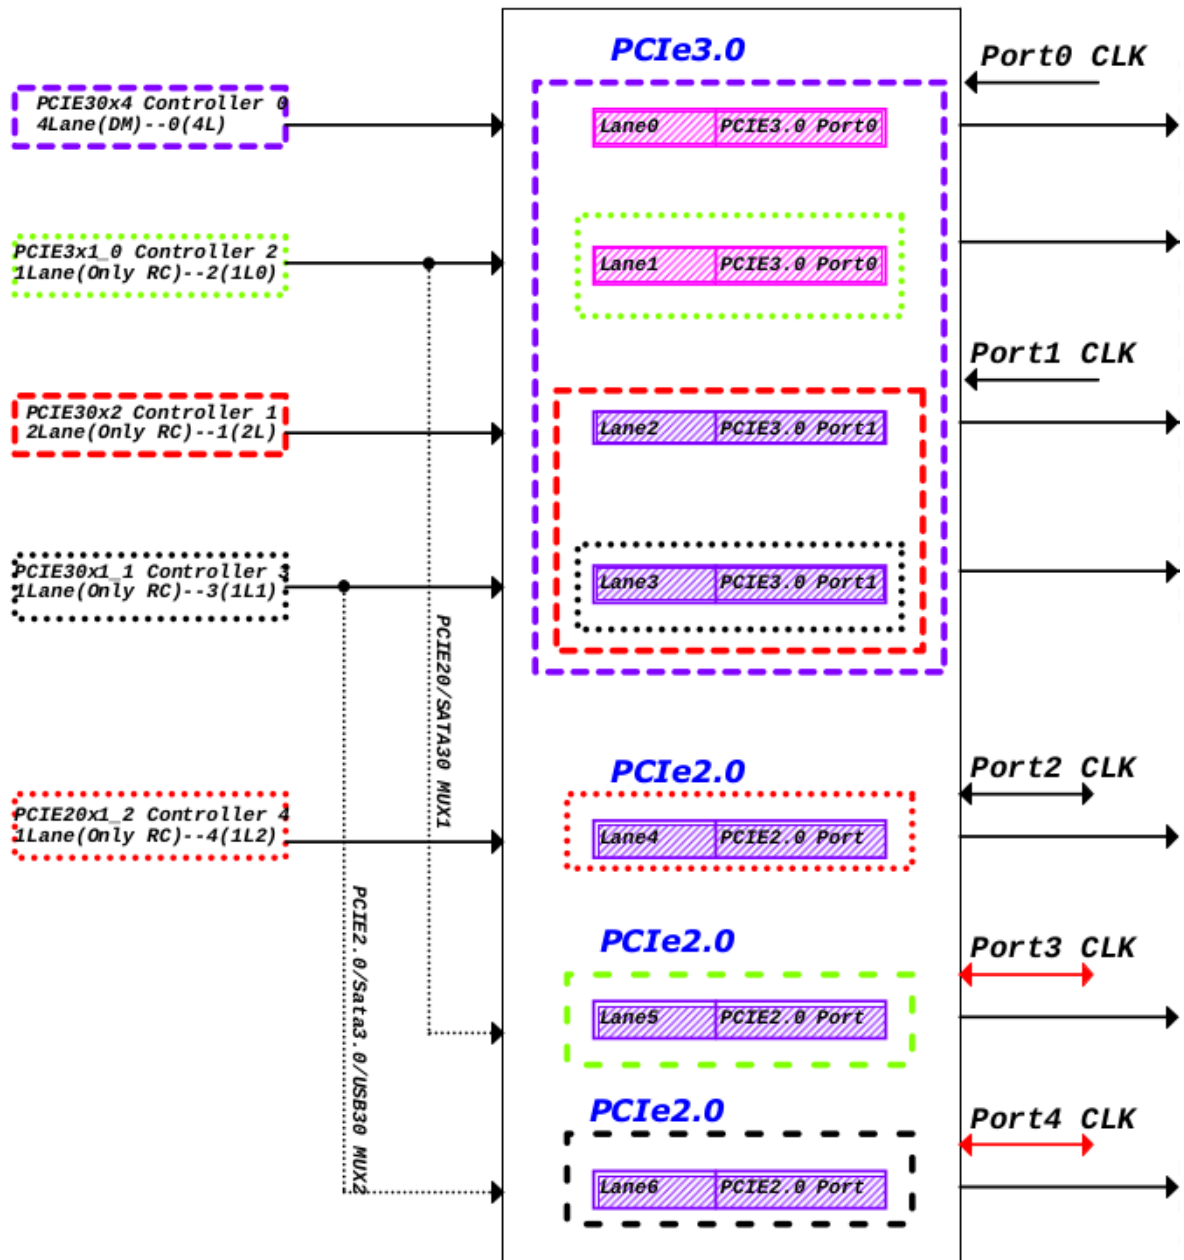 PCIe3.0
Port0 CLK
PCIE30x4 Controller 0
4Lane(DM)--0(4L)
Lane0 PCIE3.0 Port0
PCIE3x1_0 Controller 2
1Lane(Only RC)--2(1L0)
Lane1 PCIE3.0 Port0
Port1 CLK
PCIE30x2 Controller 1
2Lane(Only RC)--1(2L)
Lane2 PCIE3.0 Port1
PCIE30x1_1 Controller 3
1Lane(Only RC)--3(1L1)
Lane3 PCIE3.0 Port1
PCIE20/SATA30 MUX1
PCIe2.0
Port2 CLK
PCIE20x1_2 Controller 4
1Lane(Only RC)--4(1L2)
Lane4 PCIE2.0 Port
PCIE2.0/Sata3.0/USB30 MUX2
PCIe2.0
Port3 CLK
Lane5 PCIE2.0 Port
PCIe2.0
Port4 CLK
Lane6 PCIE2.0 Port